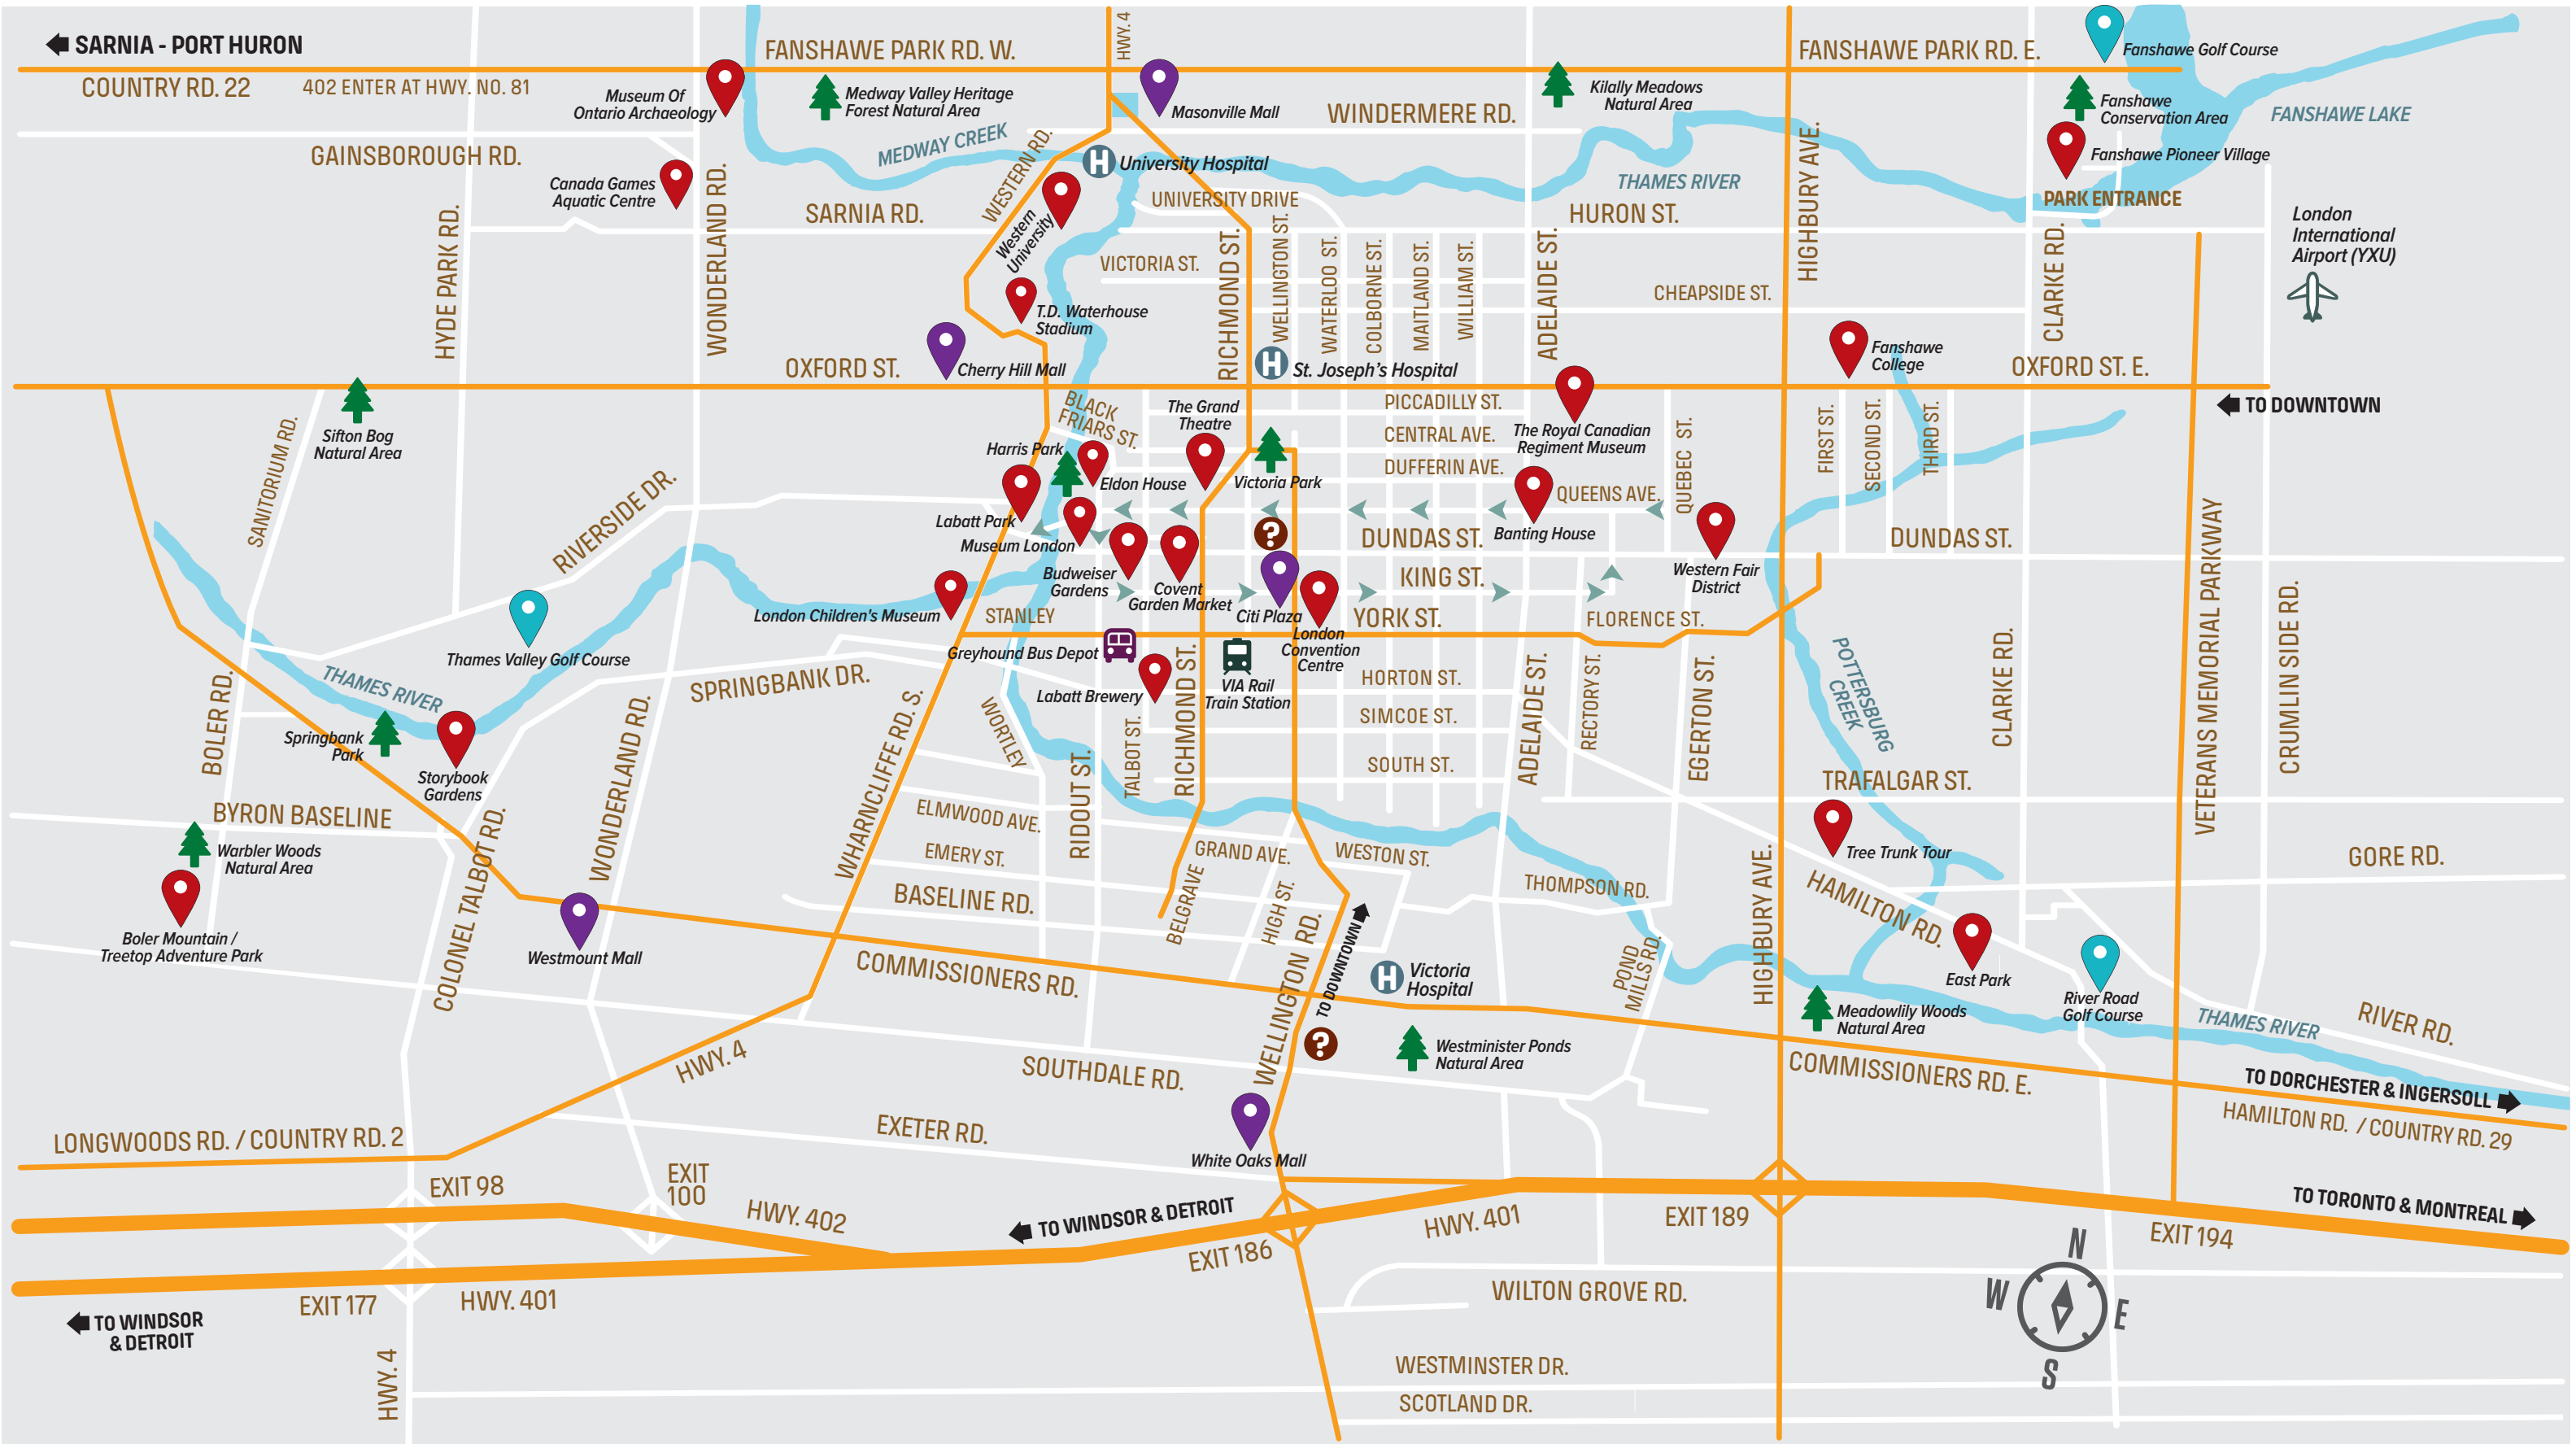 SARNIA - PORT HURON
COUNTRY RD. 22
402 ENTER AT HWY. NO. 81
FANSHAWE PARK RD. W.
HWY. 4
FANSHAWE PARK RD. E.
Fanshawe Golf Course
Museum Of
Ontario Archaeology
Medway Valley Heritage
Forest Natural Area
Masonville Mall
WINDERMERE RD.
Kilally Meadows
Natural Area
Fanshawe
Conservation Area
FANSHAWE LAKE
GAINSBOROUGH RD.
MEDWAY CREEK
WESTERN RD.
University Hospital
THAMES RIVER
HIGHBURY AVE.
Fanshawe Pioneer Village
Canada Games
Aquatic Centre
WONDERLAND RD.
SARNIA RD.
UNIVERSITY DRIVE
HURON ST.
PARK ENTRANCE
London
International
Airport (YXU)
HYDE PARK RD.
Western
University
VICTORIA ST.
RICHMOND ST.
WELLINGTON ST.
WATERLOO ST.
COLBORNE ST.
MAITLAND ST.
WILLIAM ST.
ADELAIDE ST.
CLARKE RD.
CHEAPSIDE ST.
T.D. Waterhouse
Stadium
Cherry Hill Mall
OXFORD ST.
St. Joseph's Hospital
Fanshawe
College
OXFORD ST. E.
TO DOWNTOWN
BLACK
FRIARS ST.
The Grand
Theatre
PICCADILLY ST.
CENTRAL AVE.
DUFFERIN AVE.
The Royal Canadian
Regiment Museum
QUEBEC ST.
FIRST ST.
SECOND ST.
THIRD ST.
Sifton Bog
Natural Area
SANITORIUM RD.
Harris Park
Eldon House
Victoria Park
QUEENS AVE.
RIVERSIDE DR.
Labatt Park
Museum London
DUNDAS ST.
Banting House
DUNDAS ST.
Budweiser
Gardens
Covent
Garden Market
Citi Plaza
KING ST.
Western Fair
District
VETERANS MEMORIAL PARKWAY
London Children's Museum
STANLEY
YORK ST.
FLORENCE ST.
London
Convention
Centre
Greyhound Bus Depot
Thames Valley Golf Course
THAMES RIVER
SPRINGBANK DR.
Labatt Brewery
VIA Rail
Train Station
RICHMOND ST.
HORTON ST.
SIMCOE ST.
SOUTH ST.
ADELAIDE ST.
RECTORY ST.
EGERTON ST.
POTTERSBURG
CREEK
CLARKE RD.
CRUMLIN SIDE RD.
BOLER RD.
Springbank
Park
Storybook
Gardens
WONDERLAND RD.
WHARNCLIFFE RD. S.
WORTLEY
RIDOUT ST.
TALBOT ST.
TRAFALGAR ST.
BYRON BASELINE
COLONEL TALBOT RD.
ELMWOOD AVE.
EMERY ST.
GRAND AVE.
WESTON ST.
Tree Trunk Tour
GORE RD.
Warbler Woods
Natural Area
BASELINE RD.
BELGRAVE
HIGH ST.
THOMPSON RD.
HIGHBURY AVE.
HAMILTON RD.
Boler Mountain /
Treetop Adventure Park
Westmount Mall
COMMISSIONERS RD.
WELLINGTON RD.
TO DOWNTOWN
Victoria
Hospital
POND
MILLS RD.
East Park
River Road
Golf Course
Meadowlily Woods
Natural Area
THAMES RIVER
RIVER RD.
HWY. 4
SOUTHDALE RD.
Westminister Ponds
Natural Area
COMMISSIONERS RD. E.
TO DORCHESTER & INGERSOLL
HAMILTON RD. / COUNTRY RD. 29
LONGWOODS RD. / COUNTRY RD. 2
EXETER RD.
White Oaks Mall
EXIT 98
EXIT
100
HWY. 402
TO WINDSOR & DETROIT
EXIT 186
HWY. 401
EXIT 189
TO TORONTO & MONTREAL
EXIT 194
EXIT 177
HWY. 401
TO WINDSOR
& DETROIT
HWY. 4
WILTON GROVE RD.
WESTMINSTER DR.
SCOTLAND DR.
N
W
E
S
H
H
H
?
?